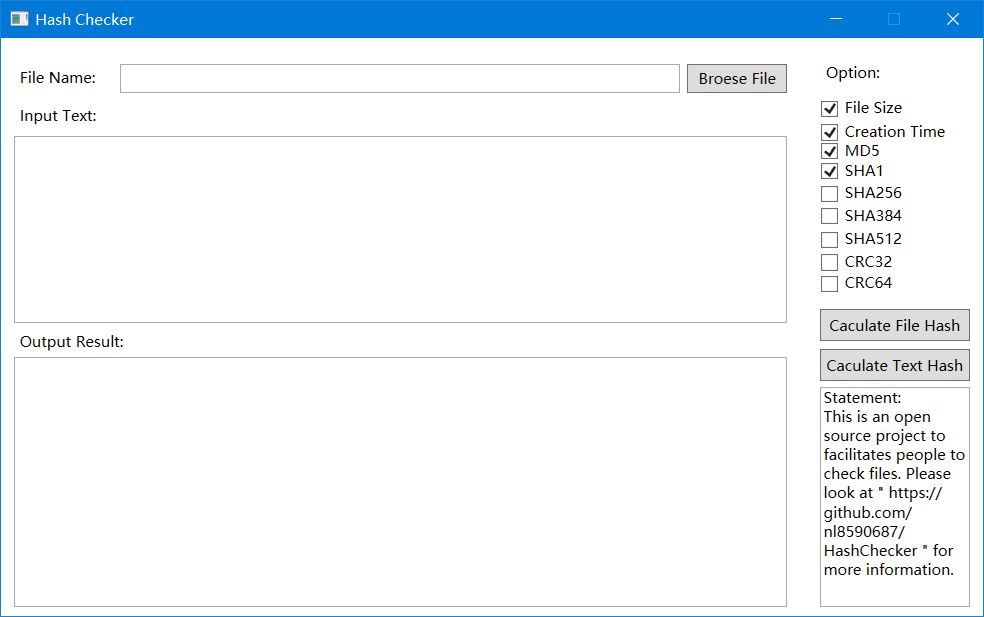 Hash Checker
File Name:
Broese File
Input Text:
Output Result:
Option:
File Size
Creation Time
MD5
SHA1
SHA256
SHA384
SHA512
CRC32
CRC64
Caculate File Hash
Caculate Text Hash
Statement:
This is an open
source project to
facilitates people to
check files. Please
look at " https://
github.com/
nl8590687/
HashChecker " for
more information.